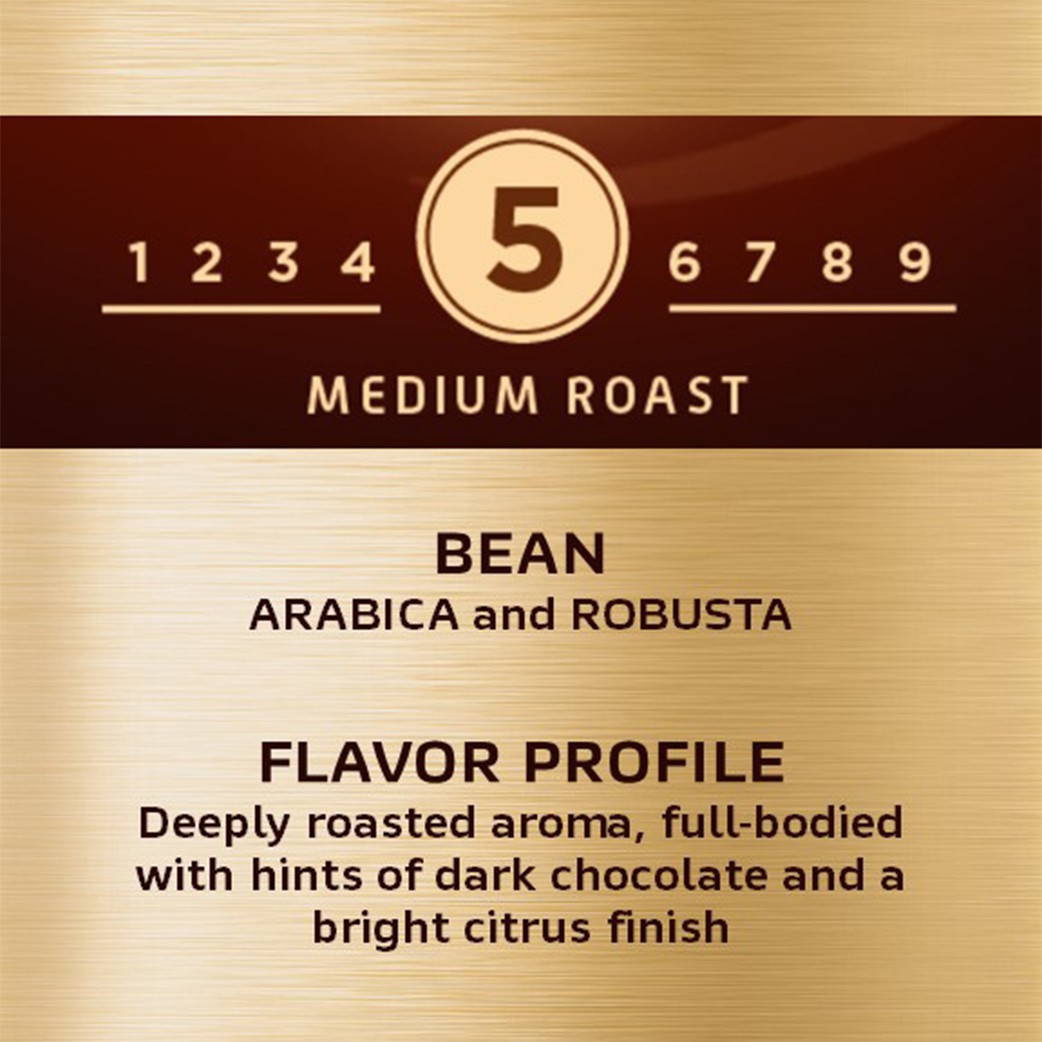 1 2 3 4 5 6 7 8 9
MEDIUM ROAST
BEAN
ARABICA and ROBUSTA
FLAVOR PROFILE
Deeply roasted aroma, full-bodied
with hints of dark chocolate and a
bright citrus finish